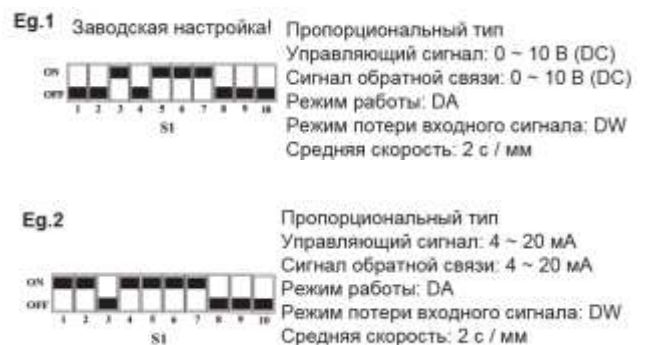 Eg.1 Заводская настройка!
Пропорциональный тип
Управляющий сигнал: 0 ~ 10 В (DC)
Сигнал обратной связи: 0 ~ 10 В (DC)
Режим работы: DA
Режим потери входного сигнала: DW
Средняя скорость: 2 с / мм
ON
OFF
1 2 3 4 5 6 7 8 9 10
S1
Eg.2
Пропорциональный тип
Управляющий сигнал: 4 ~ 20 мА
Сигнал обратной связи: 4 ~ 20 мА
Режим работы: DA
Режим потери входного сигнала: DW
Средняя скорость: 2 с / мм
ON
OFF
1 2 3 4 5 6 7 8 9 10
S1